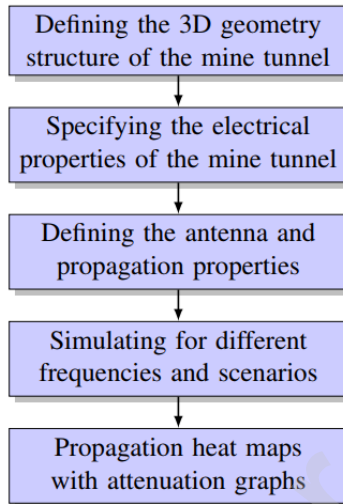 Defining the 3D geometry
structure of the mine tunnel
Specifying the electrical
properties of the mine tunnel
Defining the antenna and
propagation properties
Simulating for different
frequencies and scenarios
Propagation heat maps
with attenuation graphs